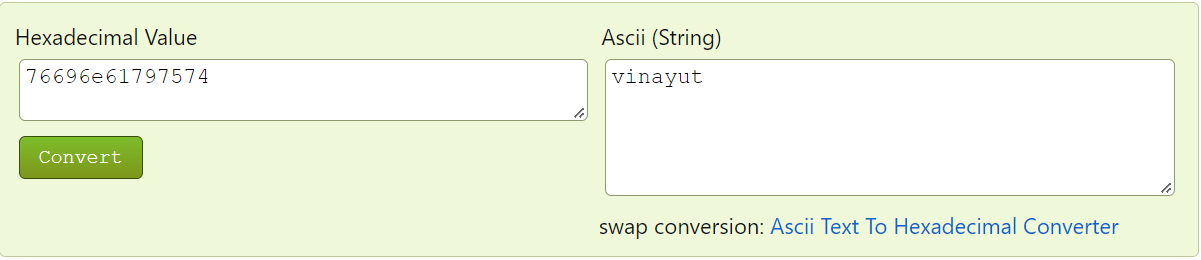 Hexadecimal Value
Ascii (String)
76696e61797574
vinayut
Convert
swap conversion: Ascii Text To Hexadecimal Converter